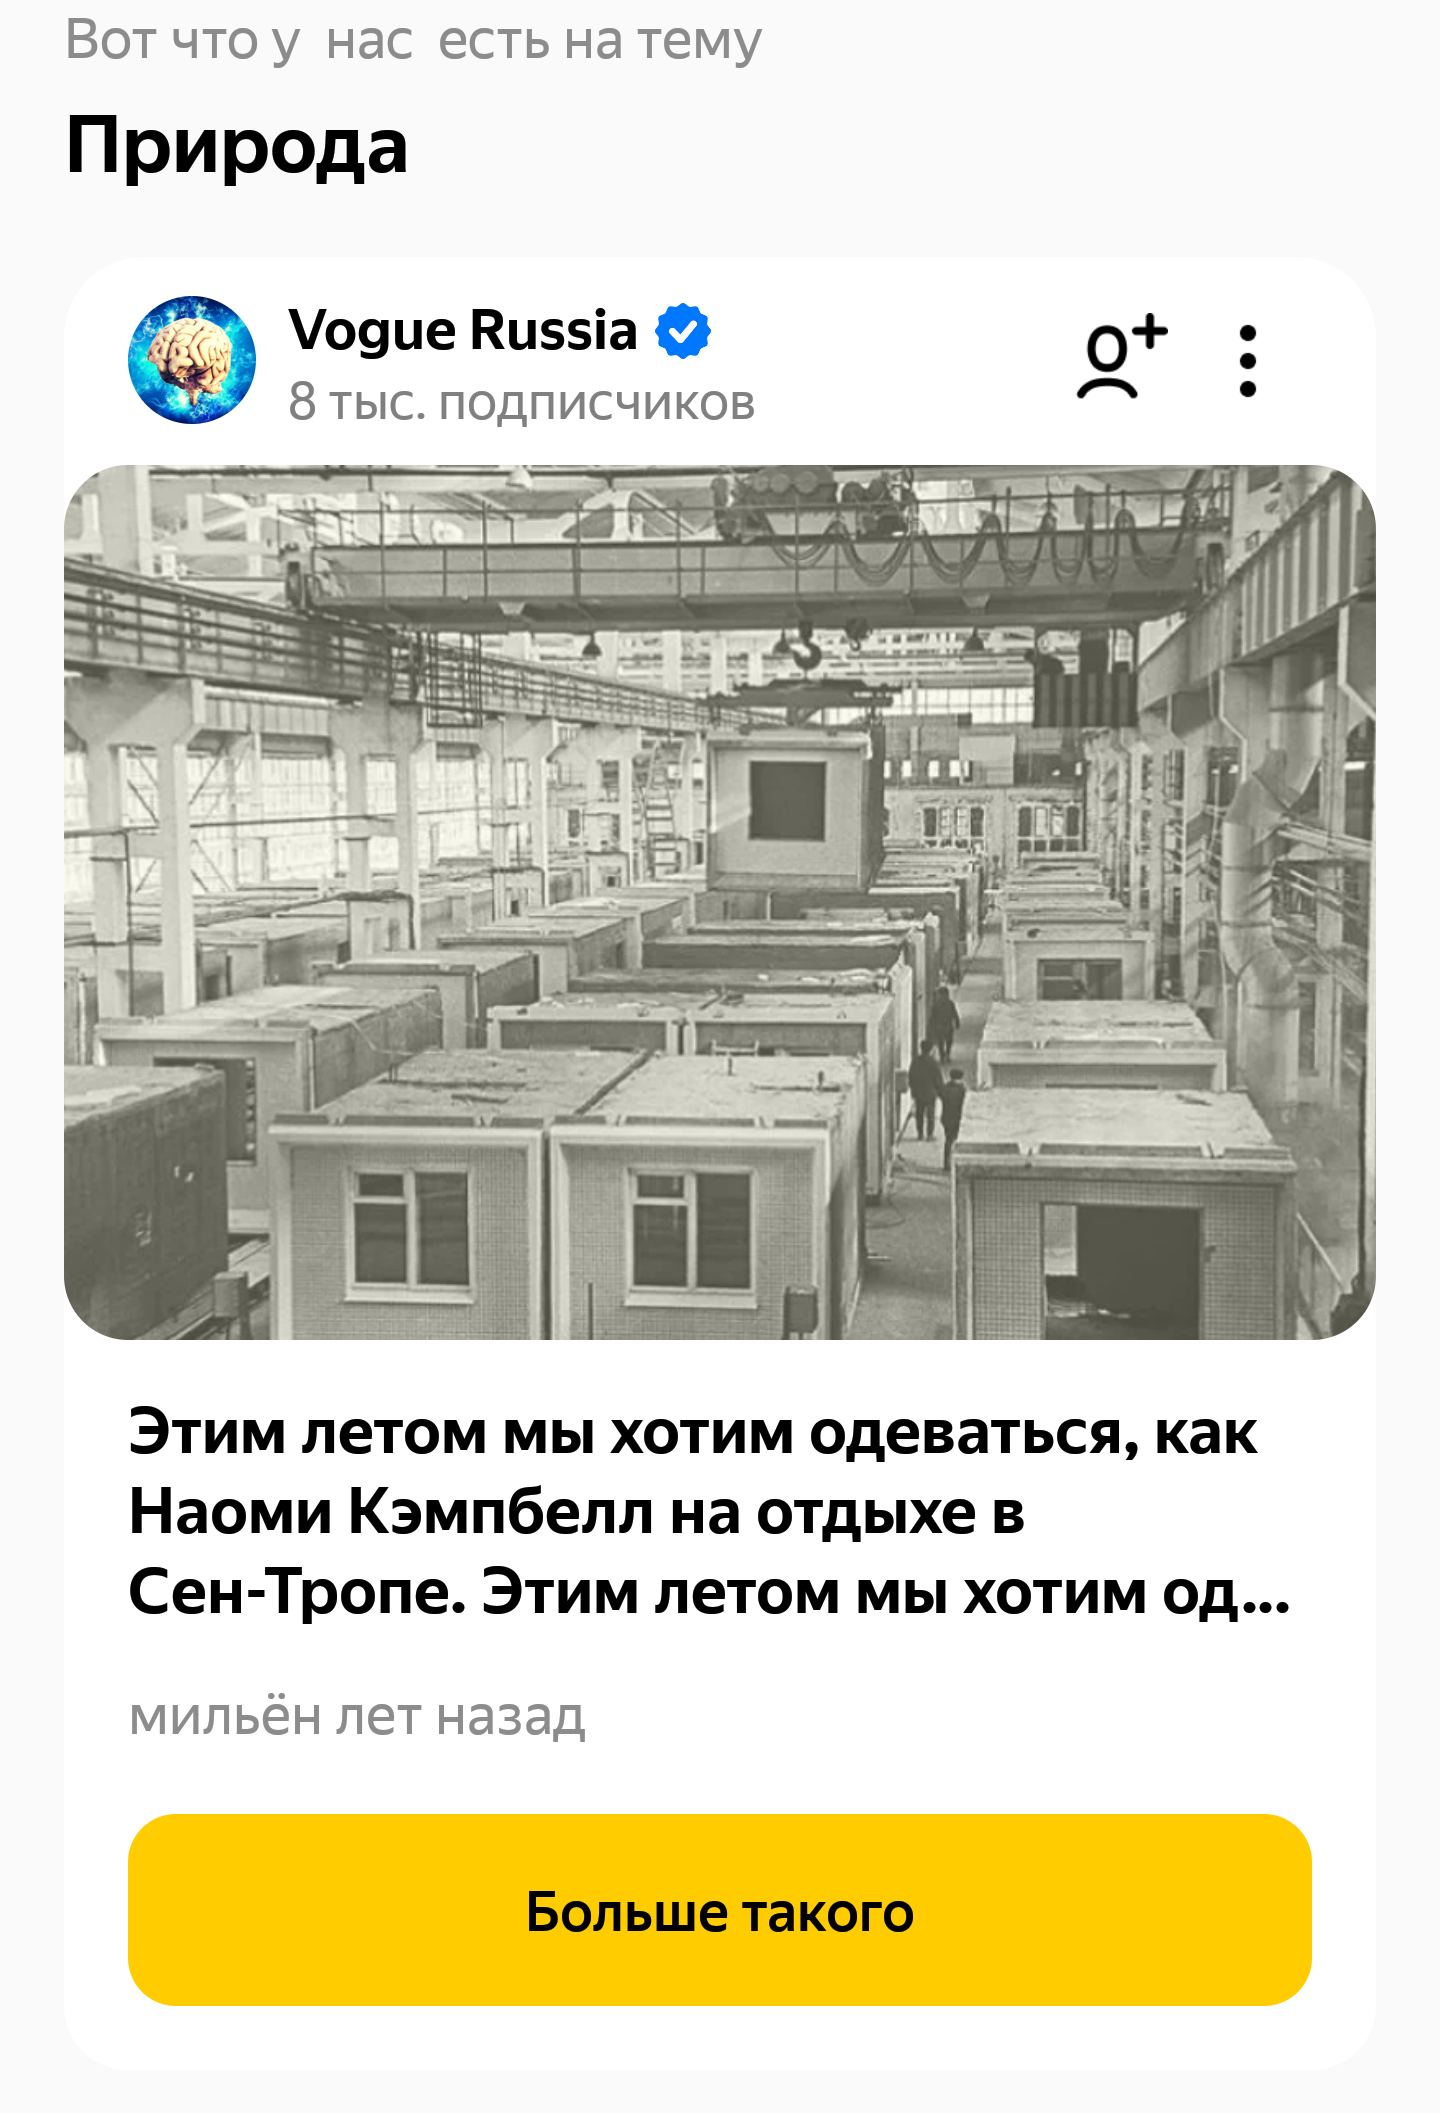 Вот что у нас есть на тему
Природа
Vogue Russia
8 тыс. подписчиков
Этим летом мы хотим одеваться, как
Наоми Кэмпбелл на отдыхе в
Сен-Тропе. Этим летом мы хотим од...
мильён лет назад
Больше такого